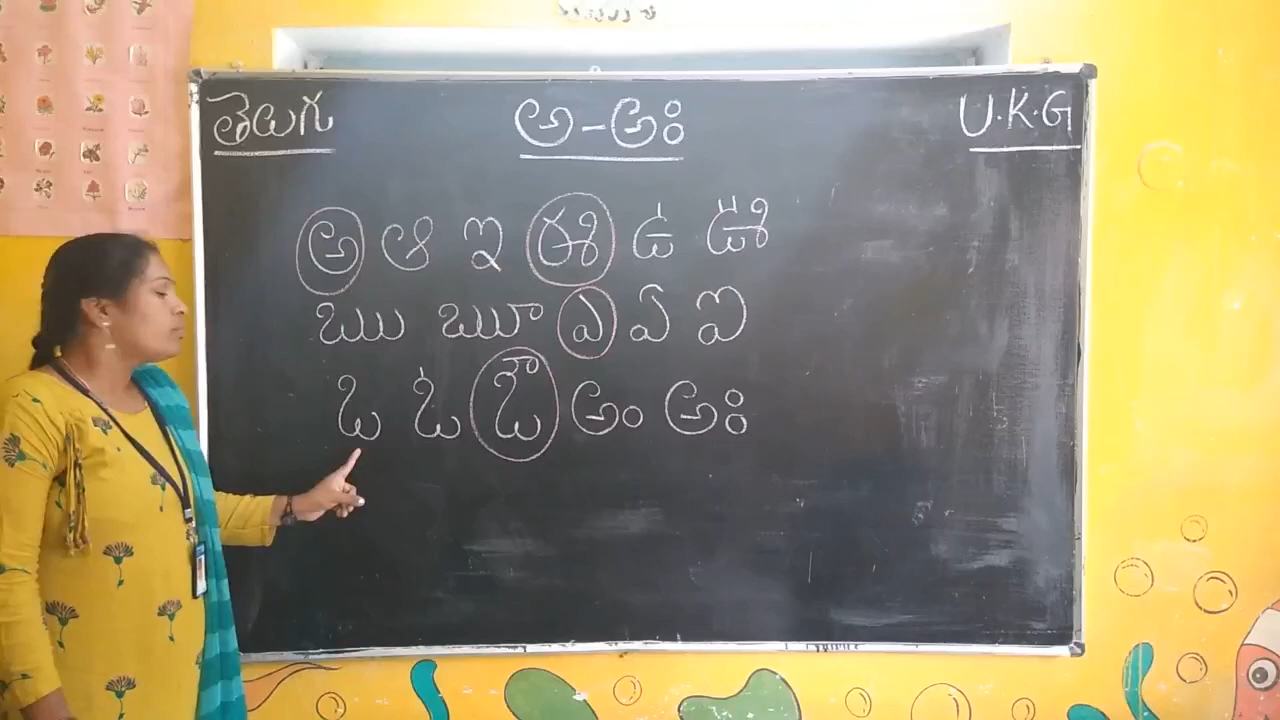 తెలుగు
అ-అః
U.K.G
అ ఆ ఇ ఈ ఉ ఊ
ఋ ౠ ఎ ఏ ఐ
ఒ ఓ ఔ అం అః